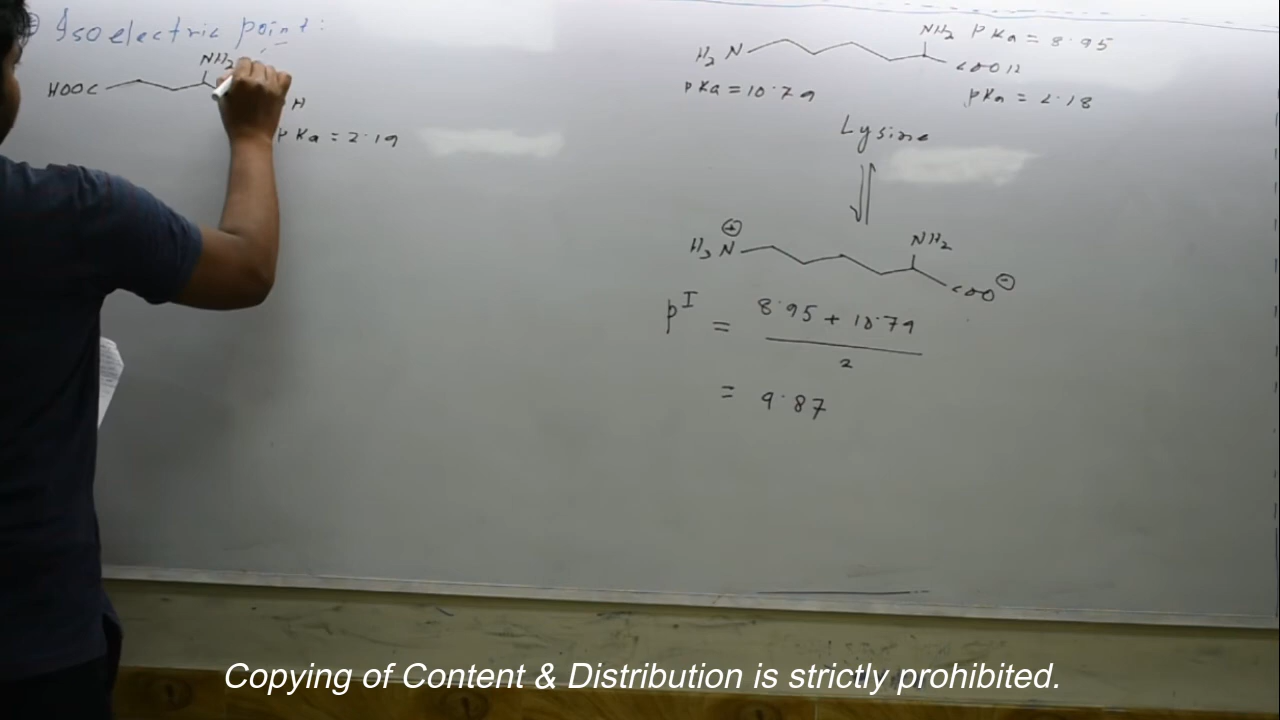 Isoelectric point:
NH2
HOOC
H
pKa = 2.19
NH2 pKa = 8.95
H2N
COOH
pKa = 10.79
pKa = 2.18
Lysine
⊕
H3N
NH2
COO⊖
pI = 8.95 + 10.79
2
= 9.87
Copying of Content & Distribution is strictly prohibited.